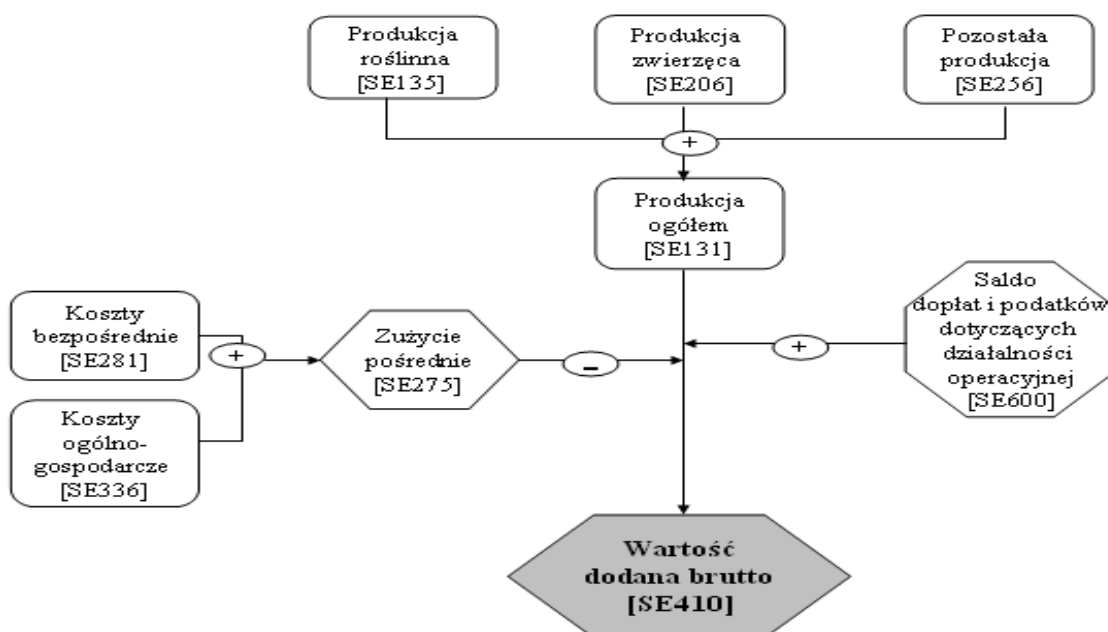 Produkcja
roślinna
[SE135]
Produkcja
zwierzęca
[SE206]
Pozostała
produkcja
[SE256]
+
Produkcja
ogółem
[SE131]
Koszty
bezpośrednie
[SE281]
+
Koszty
ogólno-
gospodarcze
[SE336]
Zużycie
pośrednie
[SE275]
–
+
Saldo
dopłat i podatków
dotyczących
działalności
operacyjnej
[SE600]
Wartość
dodana brutto
[SE410]